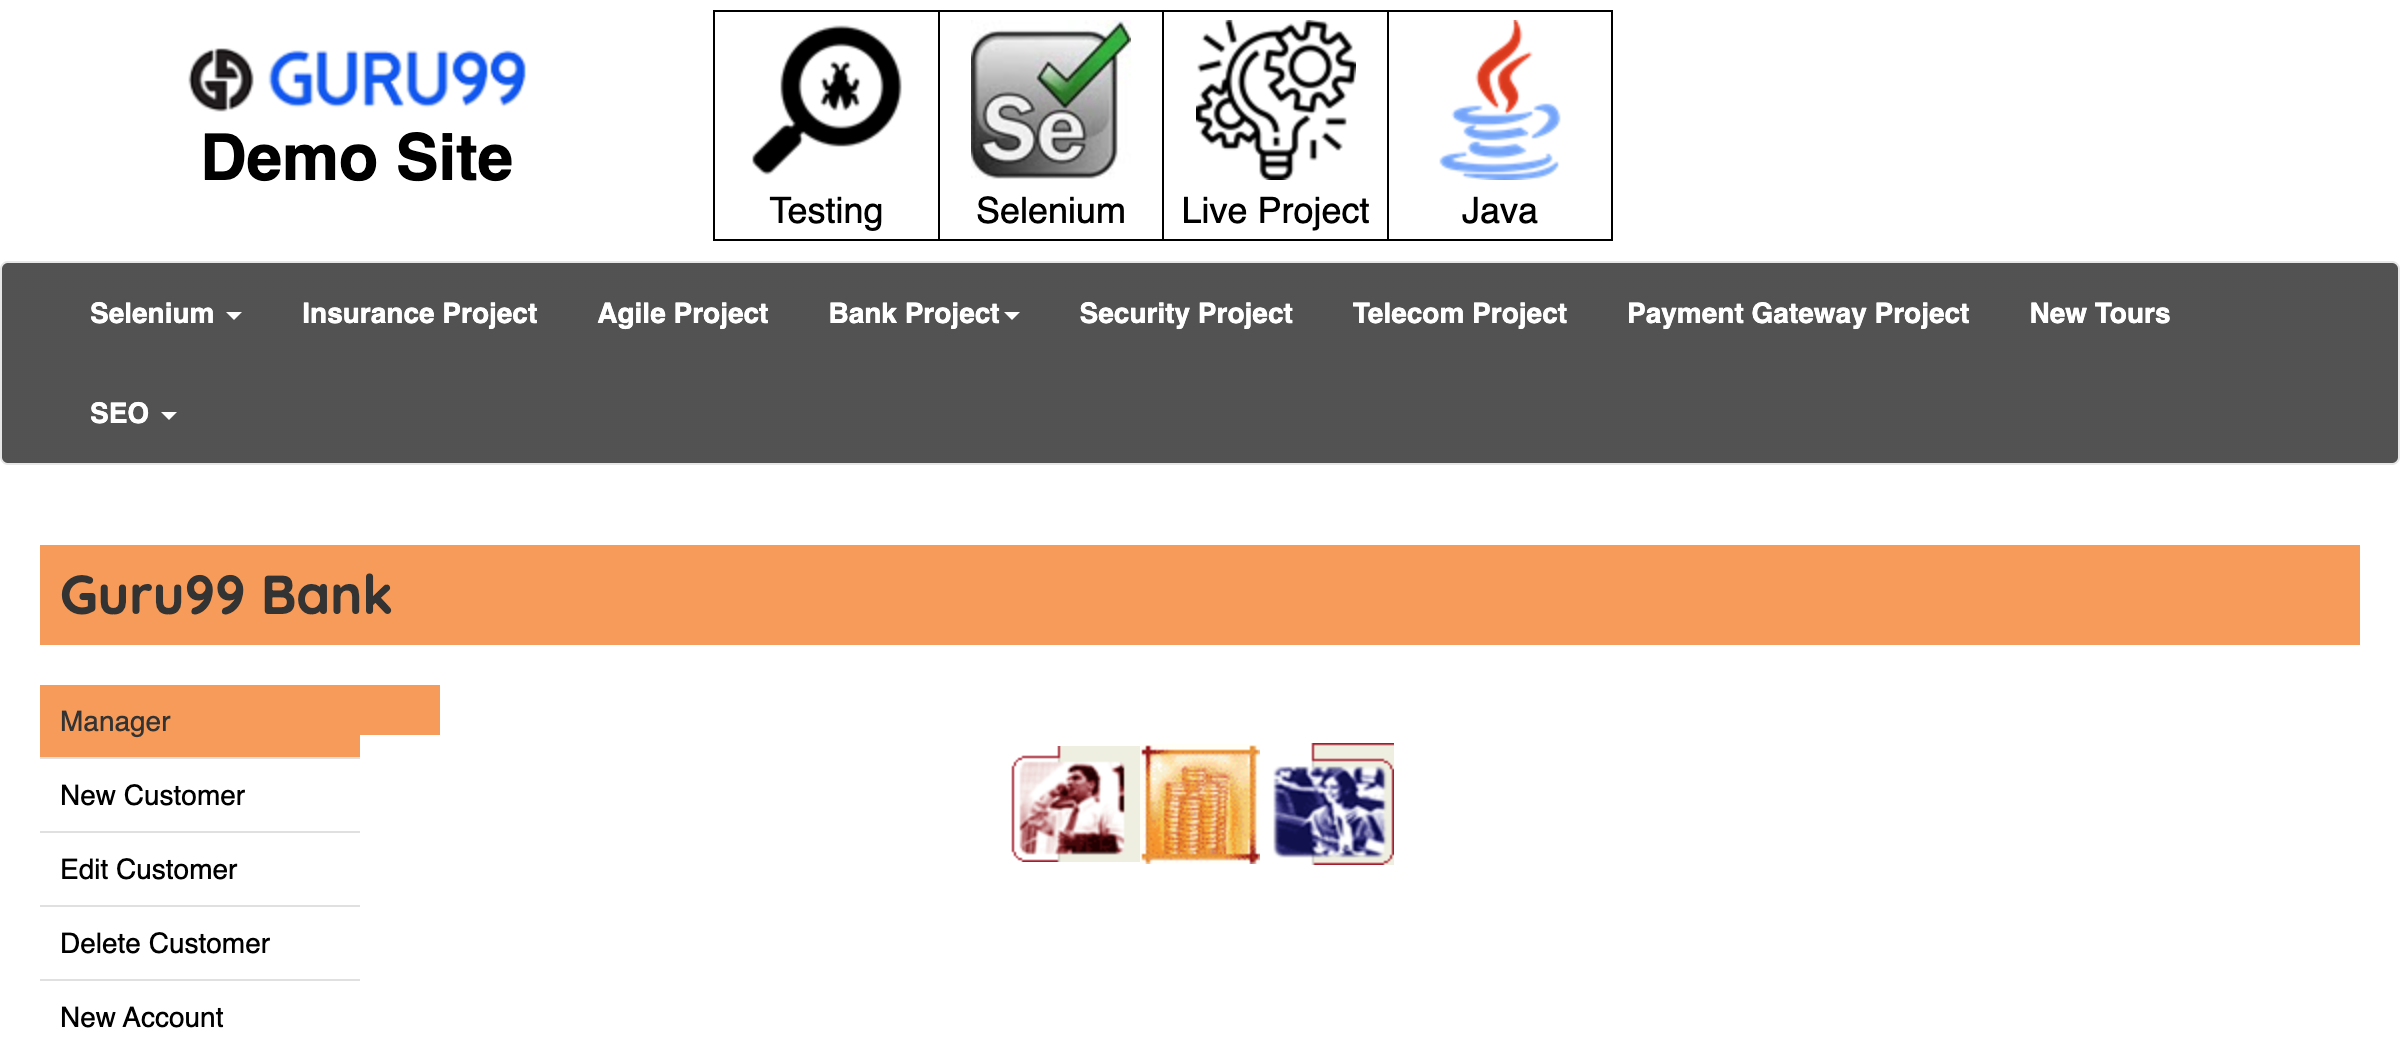 GURU99
Demo Site
Se
Testing
Selenium
Live Project
Java
Selenium
Insurance Project
Agile Project
Bank Project
Security Project
Telecom Project
Payment Gateway Project
New Tours
SEO
Guru99 Bank
Manager
New Customer
Edit Customer
Delete Customer
New Account